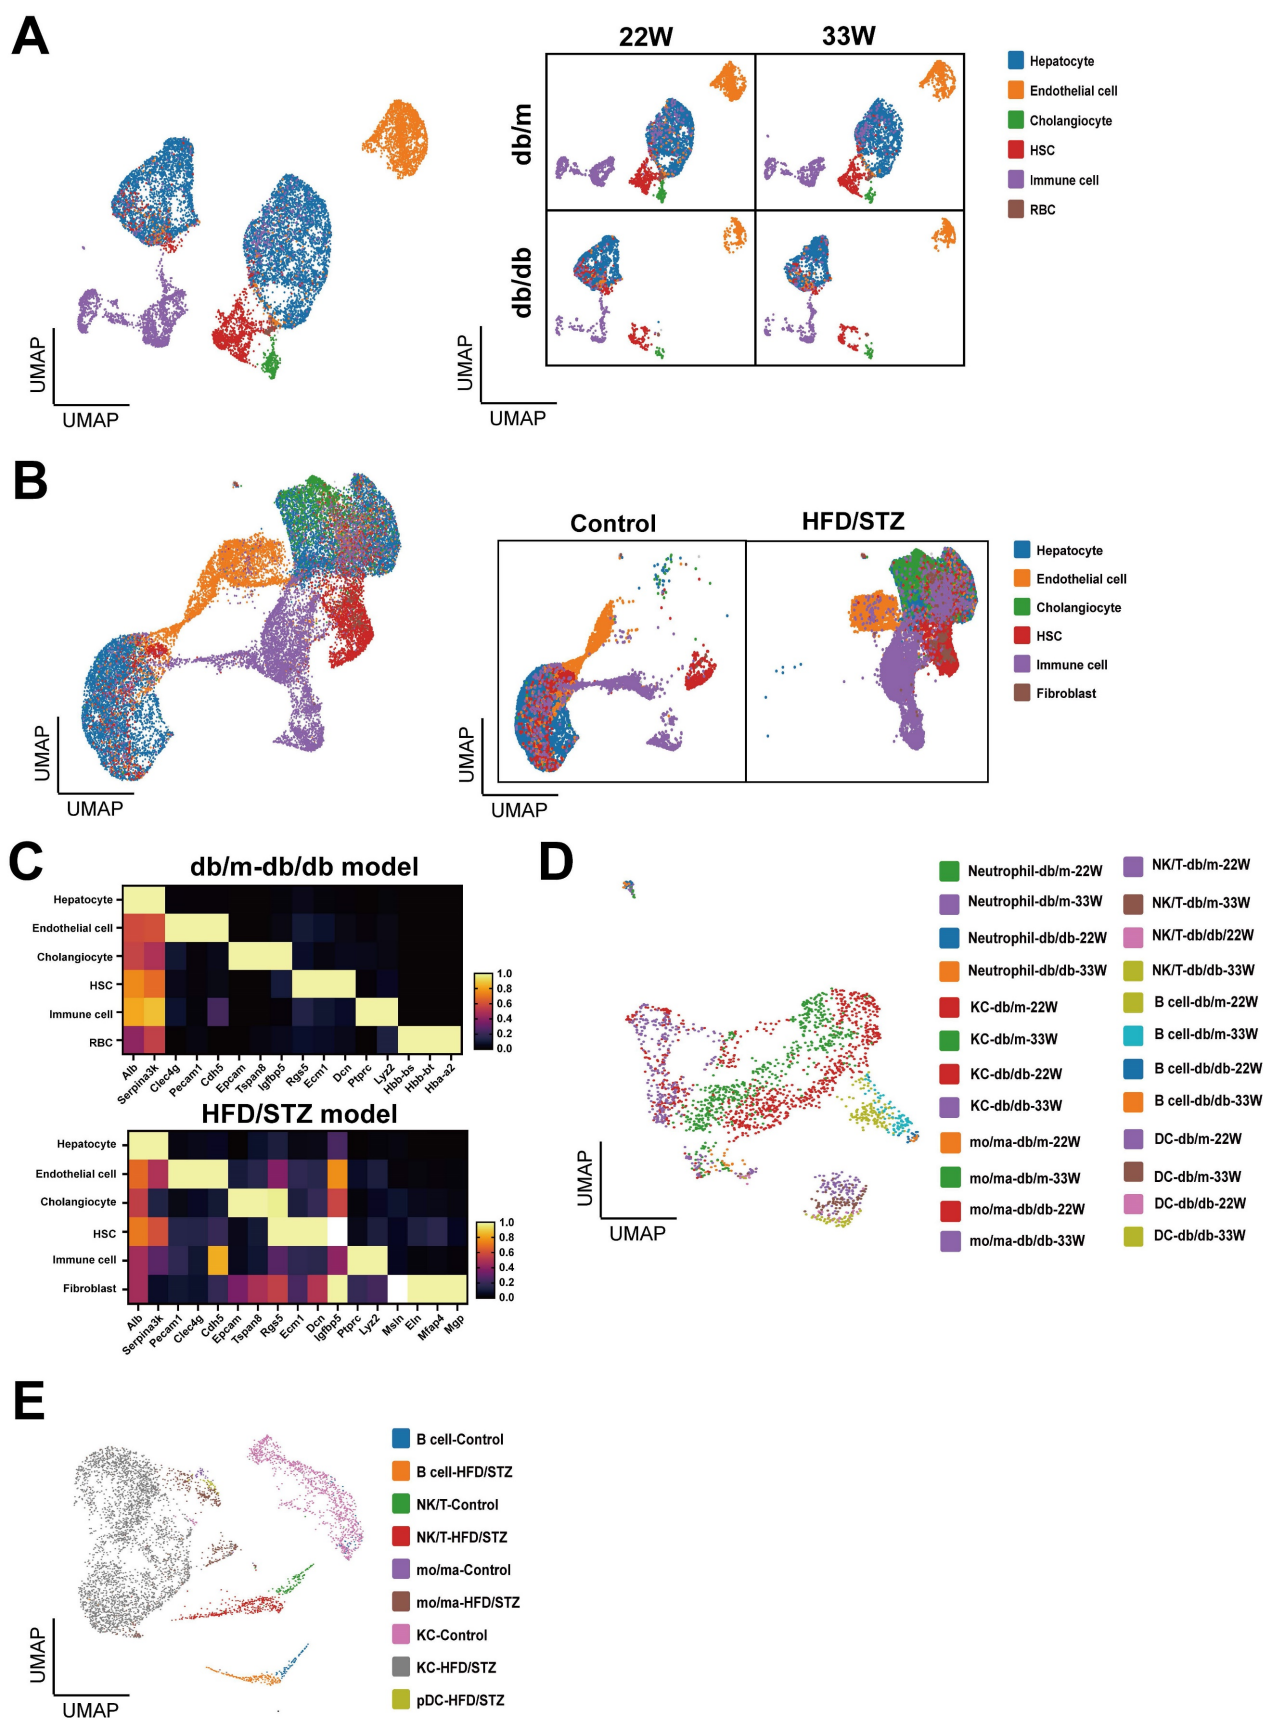 A
22W
33W
db/m
db/db
Hepatocyte
Endothelial cell
Cholangiocyte
HSC
Immune cell
RBC
UMAP
UMAP
UMAP
UMAP
B
Control
HFD/STZ
Hepatocyte
Endothelial cell
Cholangiocyte
HSC
Immune cell
Fibroblast
UMAP
UMAP
UMAP
UMAP
C
db/m-db/db model
Hepatocyte
Endothelial cell
Cholangiocyte
HSC
Immune cell
RBC
1.0
0.8
0.6
0.4
0.2
0.0
Alb
Serpina3k
Clec4g
Pecam1
Cdh5
Epcam
Tspan8
Igfbp5
Rgs5
Ecm1
Dcn
Ptprc
Lyz2
Hbb-bs
Hbb-bt
Hba-a2
HFD/STZ model
Hepatocyte
Endothelial cell
Cholangiocyte
HSC
Immune cell
Fibroblast
1.0
0.8
0.6
0.4
0.2
0.0
Alb
Serpina3k
Pecam1
Clec4g
Cdh5
Epcam
Tspan8
Rgs5
Ecm1
Dcn
Igfbp5
Ptprc
Lyz2
Msln
Eln
Mfap4
Mgp
D
UMAP
UMAP
Neutrophil-db/m-22W
Neutrophil-db/m-33W
Neutrophil-db/db-22W
Neutrophil-db/db-33W
KC-db/m-22W
KC-db/m-33W
KC-db/db-22W
KC-db/db-33W
mo/ma-db/m-22W
mo/ma-db/m-33W
mo/ma-db/db-22W
mo/ma-db/db-33W
NK/T-db/m-22W
NK/T-db/m-33W
NK/T-db/db/22W
NK/T-db/db-33W
B cell-db/m-22W
B cell-db/m-33W
B cell-db/db-22W
B cell-db/db-33W
DC-db/m-22W
DC-db/m-33W
DC-db/db-22W
DC-db/db-33W
E
UMAP
UMAP
B cell-Control
B cell-HFD/STZ
NK/T-Control
NK/T-HFD/STZ
mo/ma-Control
mo/ma-HFD/STZ
KC-Control
KC-HFD/STZ
pDC-HFD/STZ